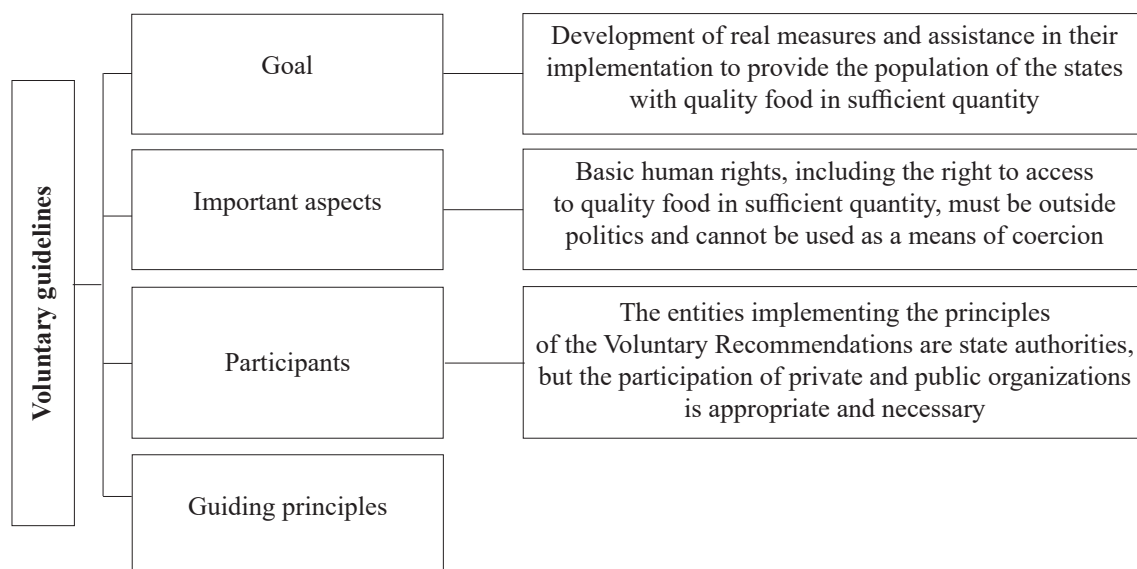 Voluntary guidelines
Goal
Development of real measures and assistance in their
implementation to provide the population of the states
with quality food in sufficient quantity
Important aspects
Basic human rights, including the right to access
to quality food in sufficient quantity, must be outside
politics and cannot be used as a means of coercion
Participants
The entities implementing the principles
of the Voluntary Recommendations are state authorities,
but the participation of private and public organizations
is appropriate and necessary
Guiding principles